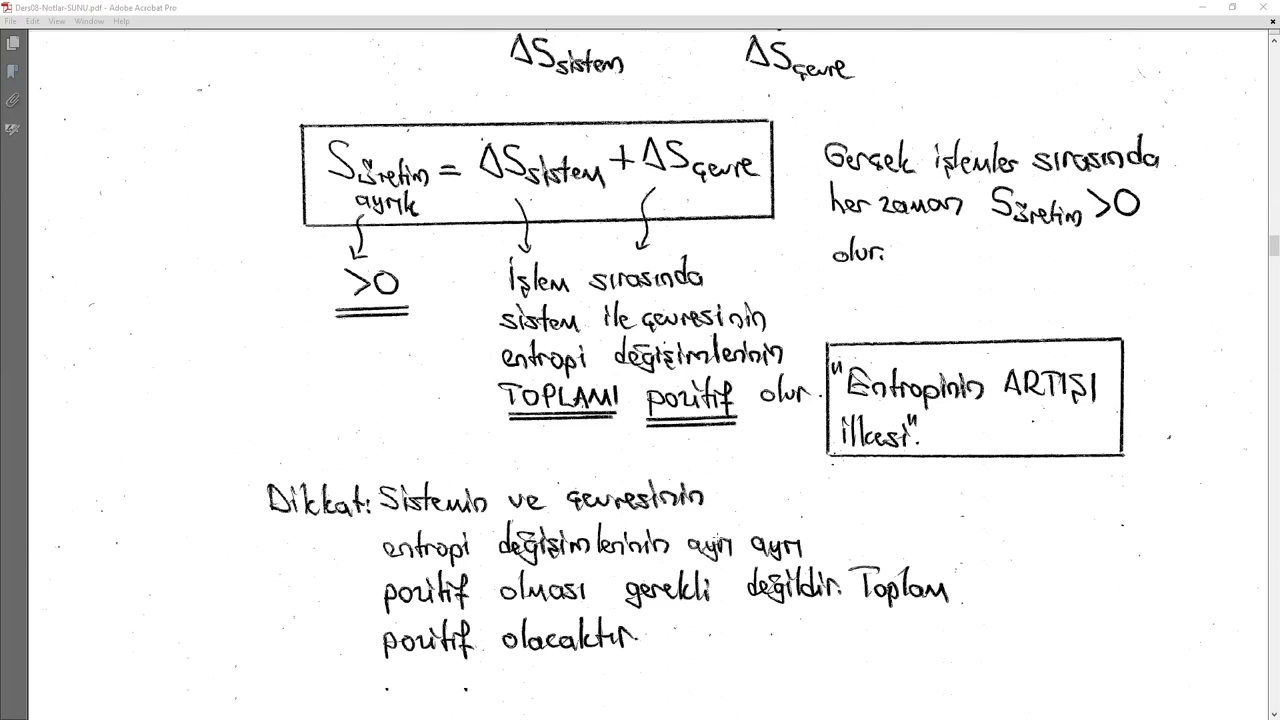 Ders08-Notlar-SUNU.pdf - Adobe Acrobat Pro
File Edit View Window Help
ΔSsistem ΔSçevre
Süretim = ΔSsistem + ΔSçevre
ayrık
>0
İşlem sırasında
sistem ile çevresinin
entropi değişimlerinin
TOPLAMI pozitif olur.
Gerçek işlemler sırasında
her zaman Süretim >0
olur.
"Entropinin ARTIŞI
ilkesi".
Dikkat: Sistemin ve çevresinin
entropi değişimlerinin ayrı ayrı
pozitif olması gerekli değildir. Toplam
pozitif olacaktır.